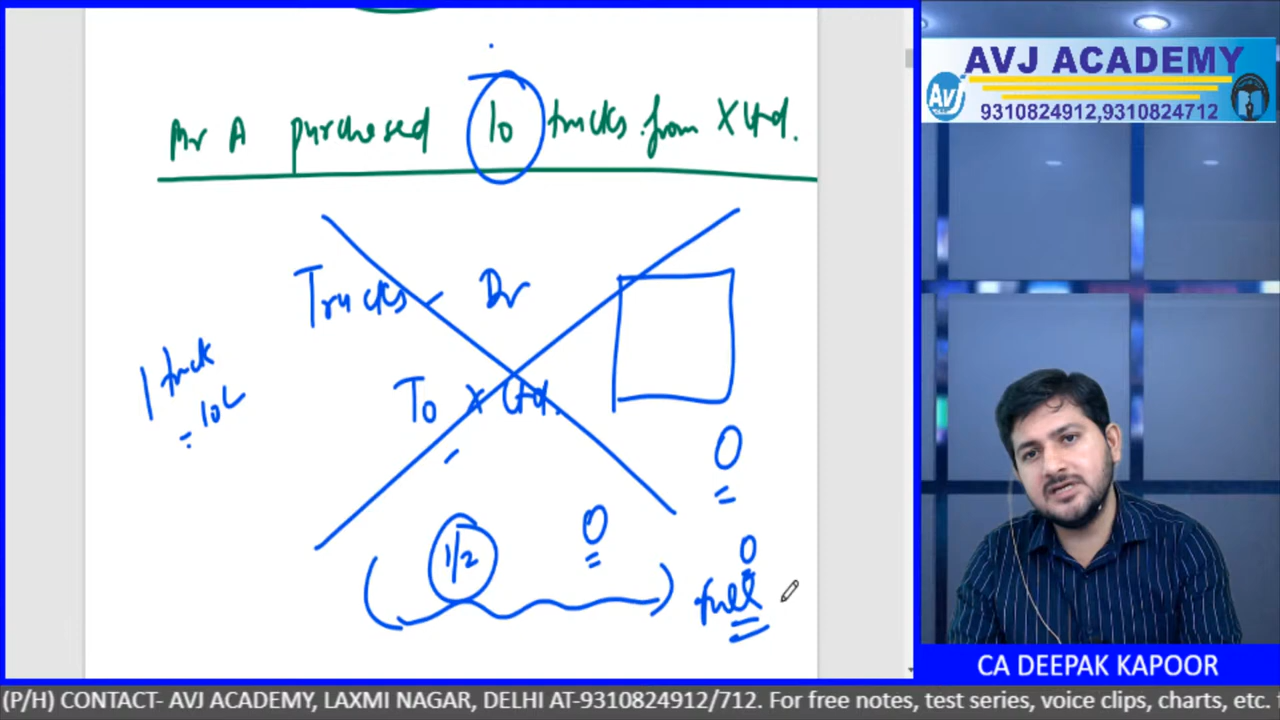 Mr A purchased 10 trucks from X Ltd.
Trucks Dr
To X Ltd.
1 truck
10L
1/2
0
0
0
fuel
AVJ ACADEMY
AVJ
9310824912,9310824712
CA DEEPAK KAPOOR
(P/H) CONTACT- AVJ ACADEMY, LAXMI NAGAR, DELHI AT-9310824912/712. For free notes, test series, voice clips, charts, etc.